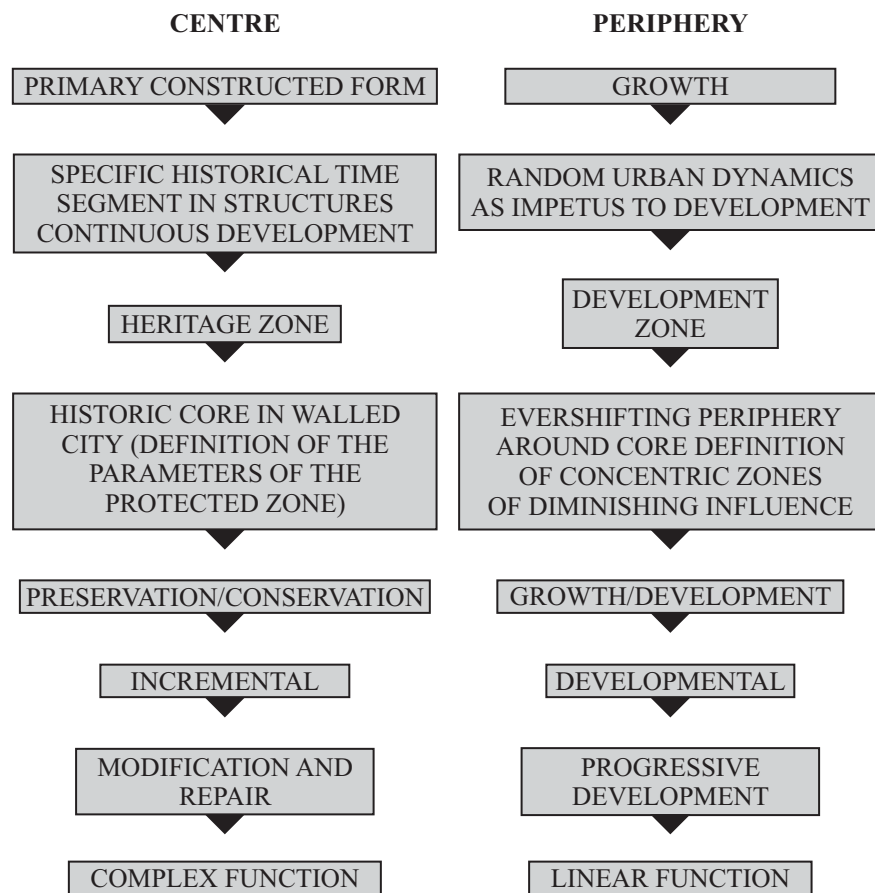 CENTRE
PRIMARY CONSTRUCTED FORM
SPECIFIC HISTORICAL TIME
SEGMENT IN STRUCTURES
CONTINUOUS DEVELOPMENT
HERITAGE ZONE
HISTORIC CORE IN WALLED
CITY (DEFINITION OF THE
PARAMETERS OF THE
PROTECTED ZONE)
PRESERVATION/CONSERVATION
INCREMENTAL
MODIFICATION AND
REPAIR
COMPLEX FUNCTION
PERIPHERY
GROWTH
RANDOM URBAN DYNAMICS
AS IMPETUS TO DEVELOPMENT
DEVELOPMENT
ZONE
EVERSHIFTING PERIPHERY
AROUND CORE DEFINITION
OF CONCENTRIC ZONES
OF DIMINISHING INFLUENCE
GROWTH/DEVELOPMENT
DEVELOPMENTAL
PROGRESSIVE
DEVELOPMENT
LINEAR FUNCTION